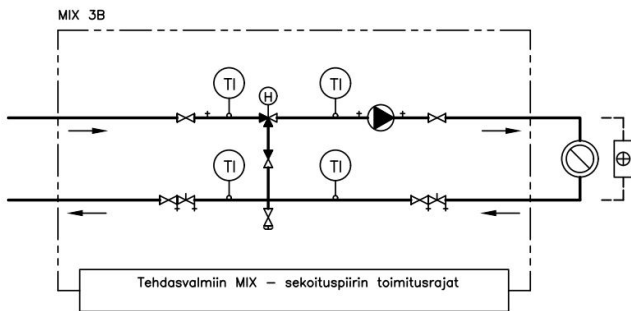 MIX 3B
TI
TI
H
TI
TI
Tehdasvalmiin MIX – sekoituspiirin toimitusrajat